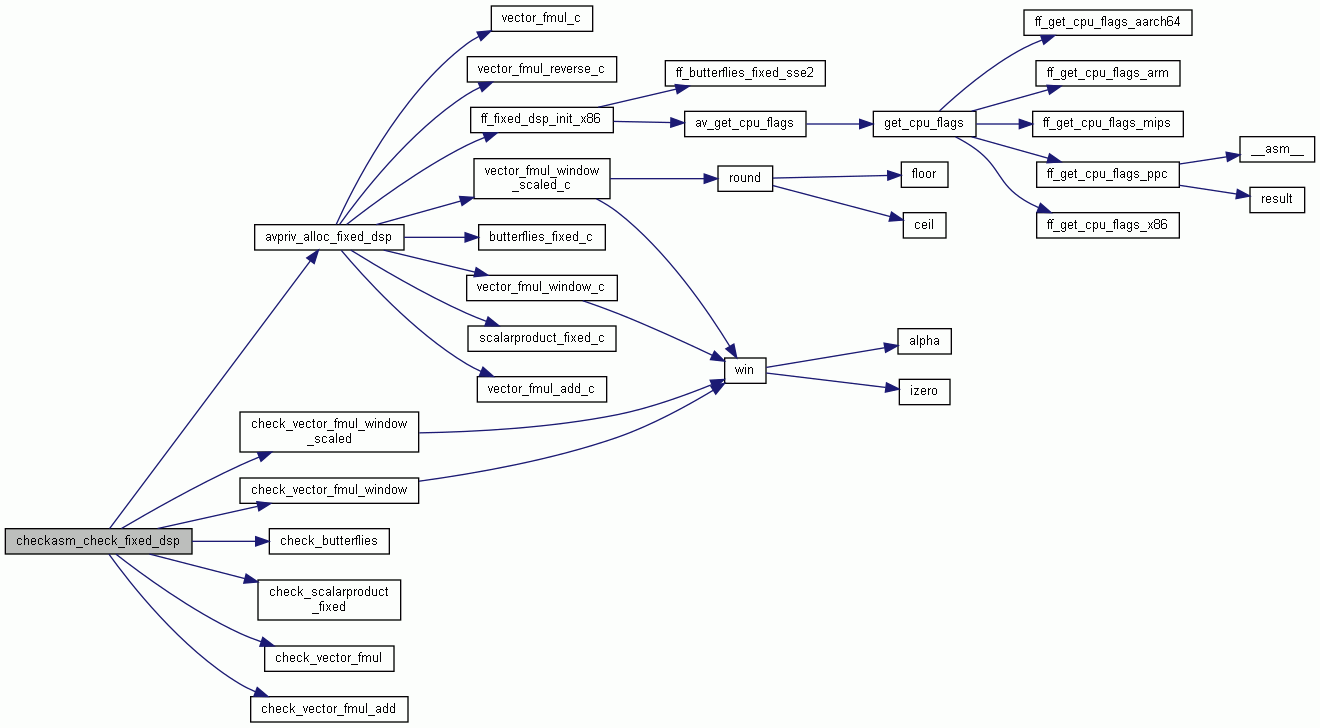 vector_fmul_c
ff_get_cpu_flags_aarch64
vector_fmul_reverse_c
ff_butterflies_fixed_sse2
ff_get_cpu_flags_arm
ff_fixed_dsp_init_x86
av_get_cpu_flags
get_cpu_flags
ff_get_cpu_flags_mips
__asm__
vector_fmul_window
_scaled_c
round
floor
ff_get_cpu_flags_ppc
result
avpriv_alloc_fixed_dsp
butterflies_fixed_c
ceil
ff_get_cpu_flags_x86
vector_fmul_window_c
scalarproduct_fixed_c
alpha
win
vector_fmul_add_c
izero
check_vector_fmul_window
_scaled
check_vector_fmul_window
checkasm_check_fixed_dsp
check_butterflies
check_scalarproduct
_fixed
check_vector_fmul
check_vector_fmul_add